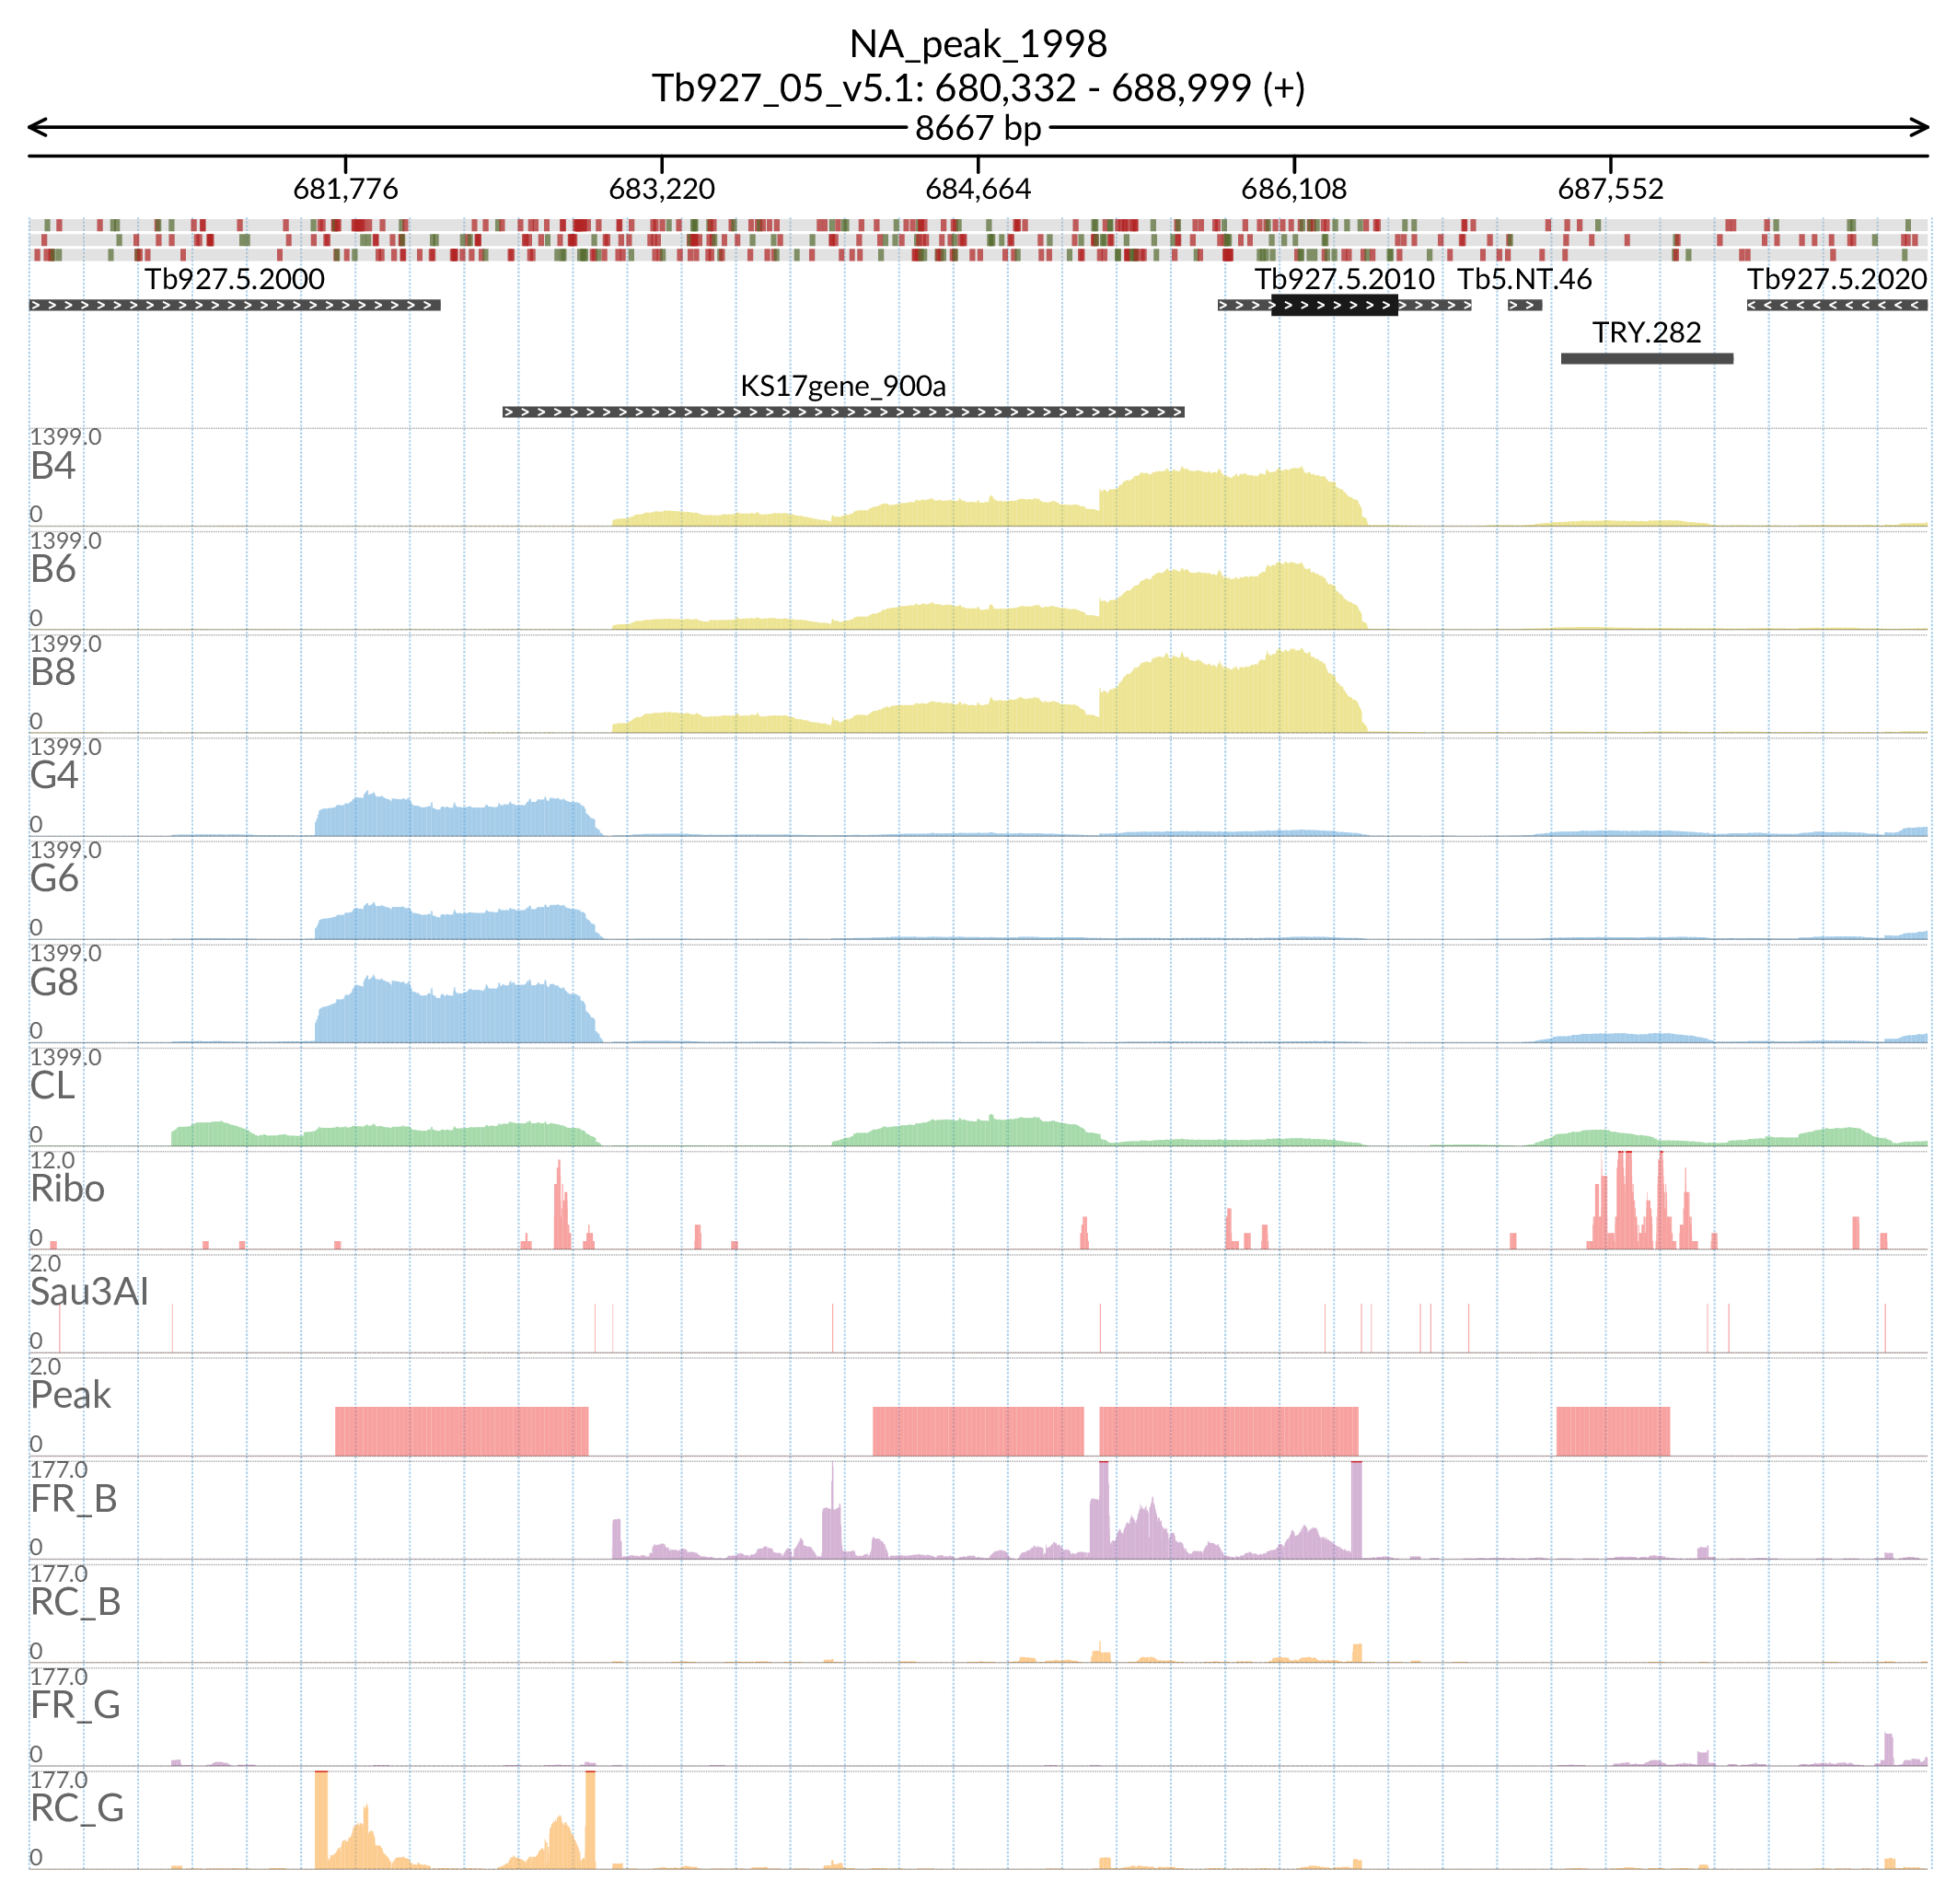 NA_peak_1998
Tb927_05_v5.1: 680,332 - 688,999 (+)
8667 bp
681,776 683,220 684,664 686,108 687,552
Tb927.5.2000 Tb927.5.2010 Tb5.NT.46 Tb927.5.2020
TRY.282
KS17gene_900a
1399.0
B4
0
1399.0
B6
0
1399.0
B8
0
1399.0
G4
0
1399.0
G6
0
1399.0
G8
0
1399.0
CL
0
12.0
Ribo
0
2.0
Sau3AI
0
2.0
Peak
0
177.0
FR_B
0
177.0
RC_B
0
177.0
FR_G
0
177.0
RC_G
0